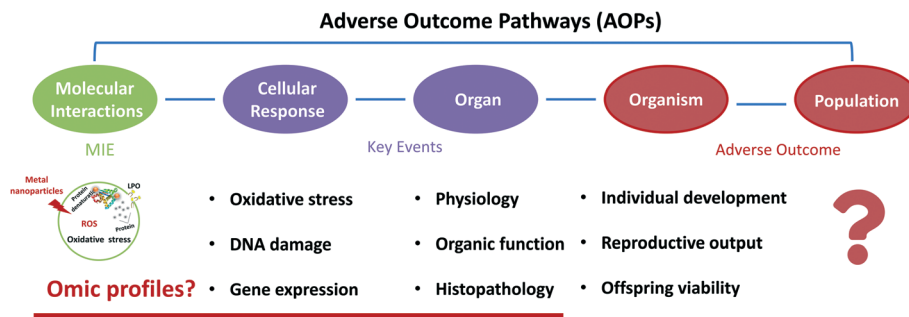 Adverse Outcome Pathways (AOPs)
Molecular
Interactions
Cellular
Response
Organ
Organism
Population
MIE
Key Events
Adverse Outcome
Metal
nanoparticles
Protein
denaturation
LPO
ROS
Protein
Oxidative stress
Omic profiles?
• Oxidative stress
• DNA damage
• Gene expression
• Physiology
• Organic function
• Histopathology
• Individual development
• Reproductive output
• Offspring viability
?